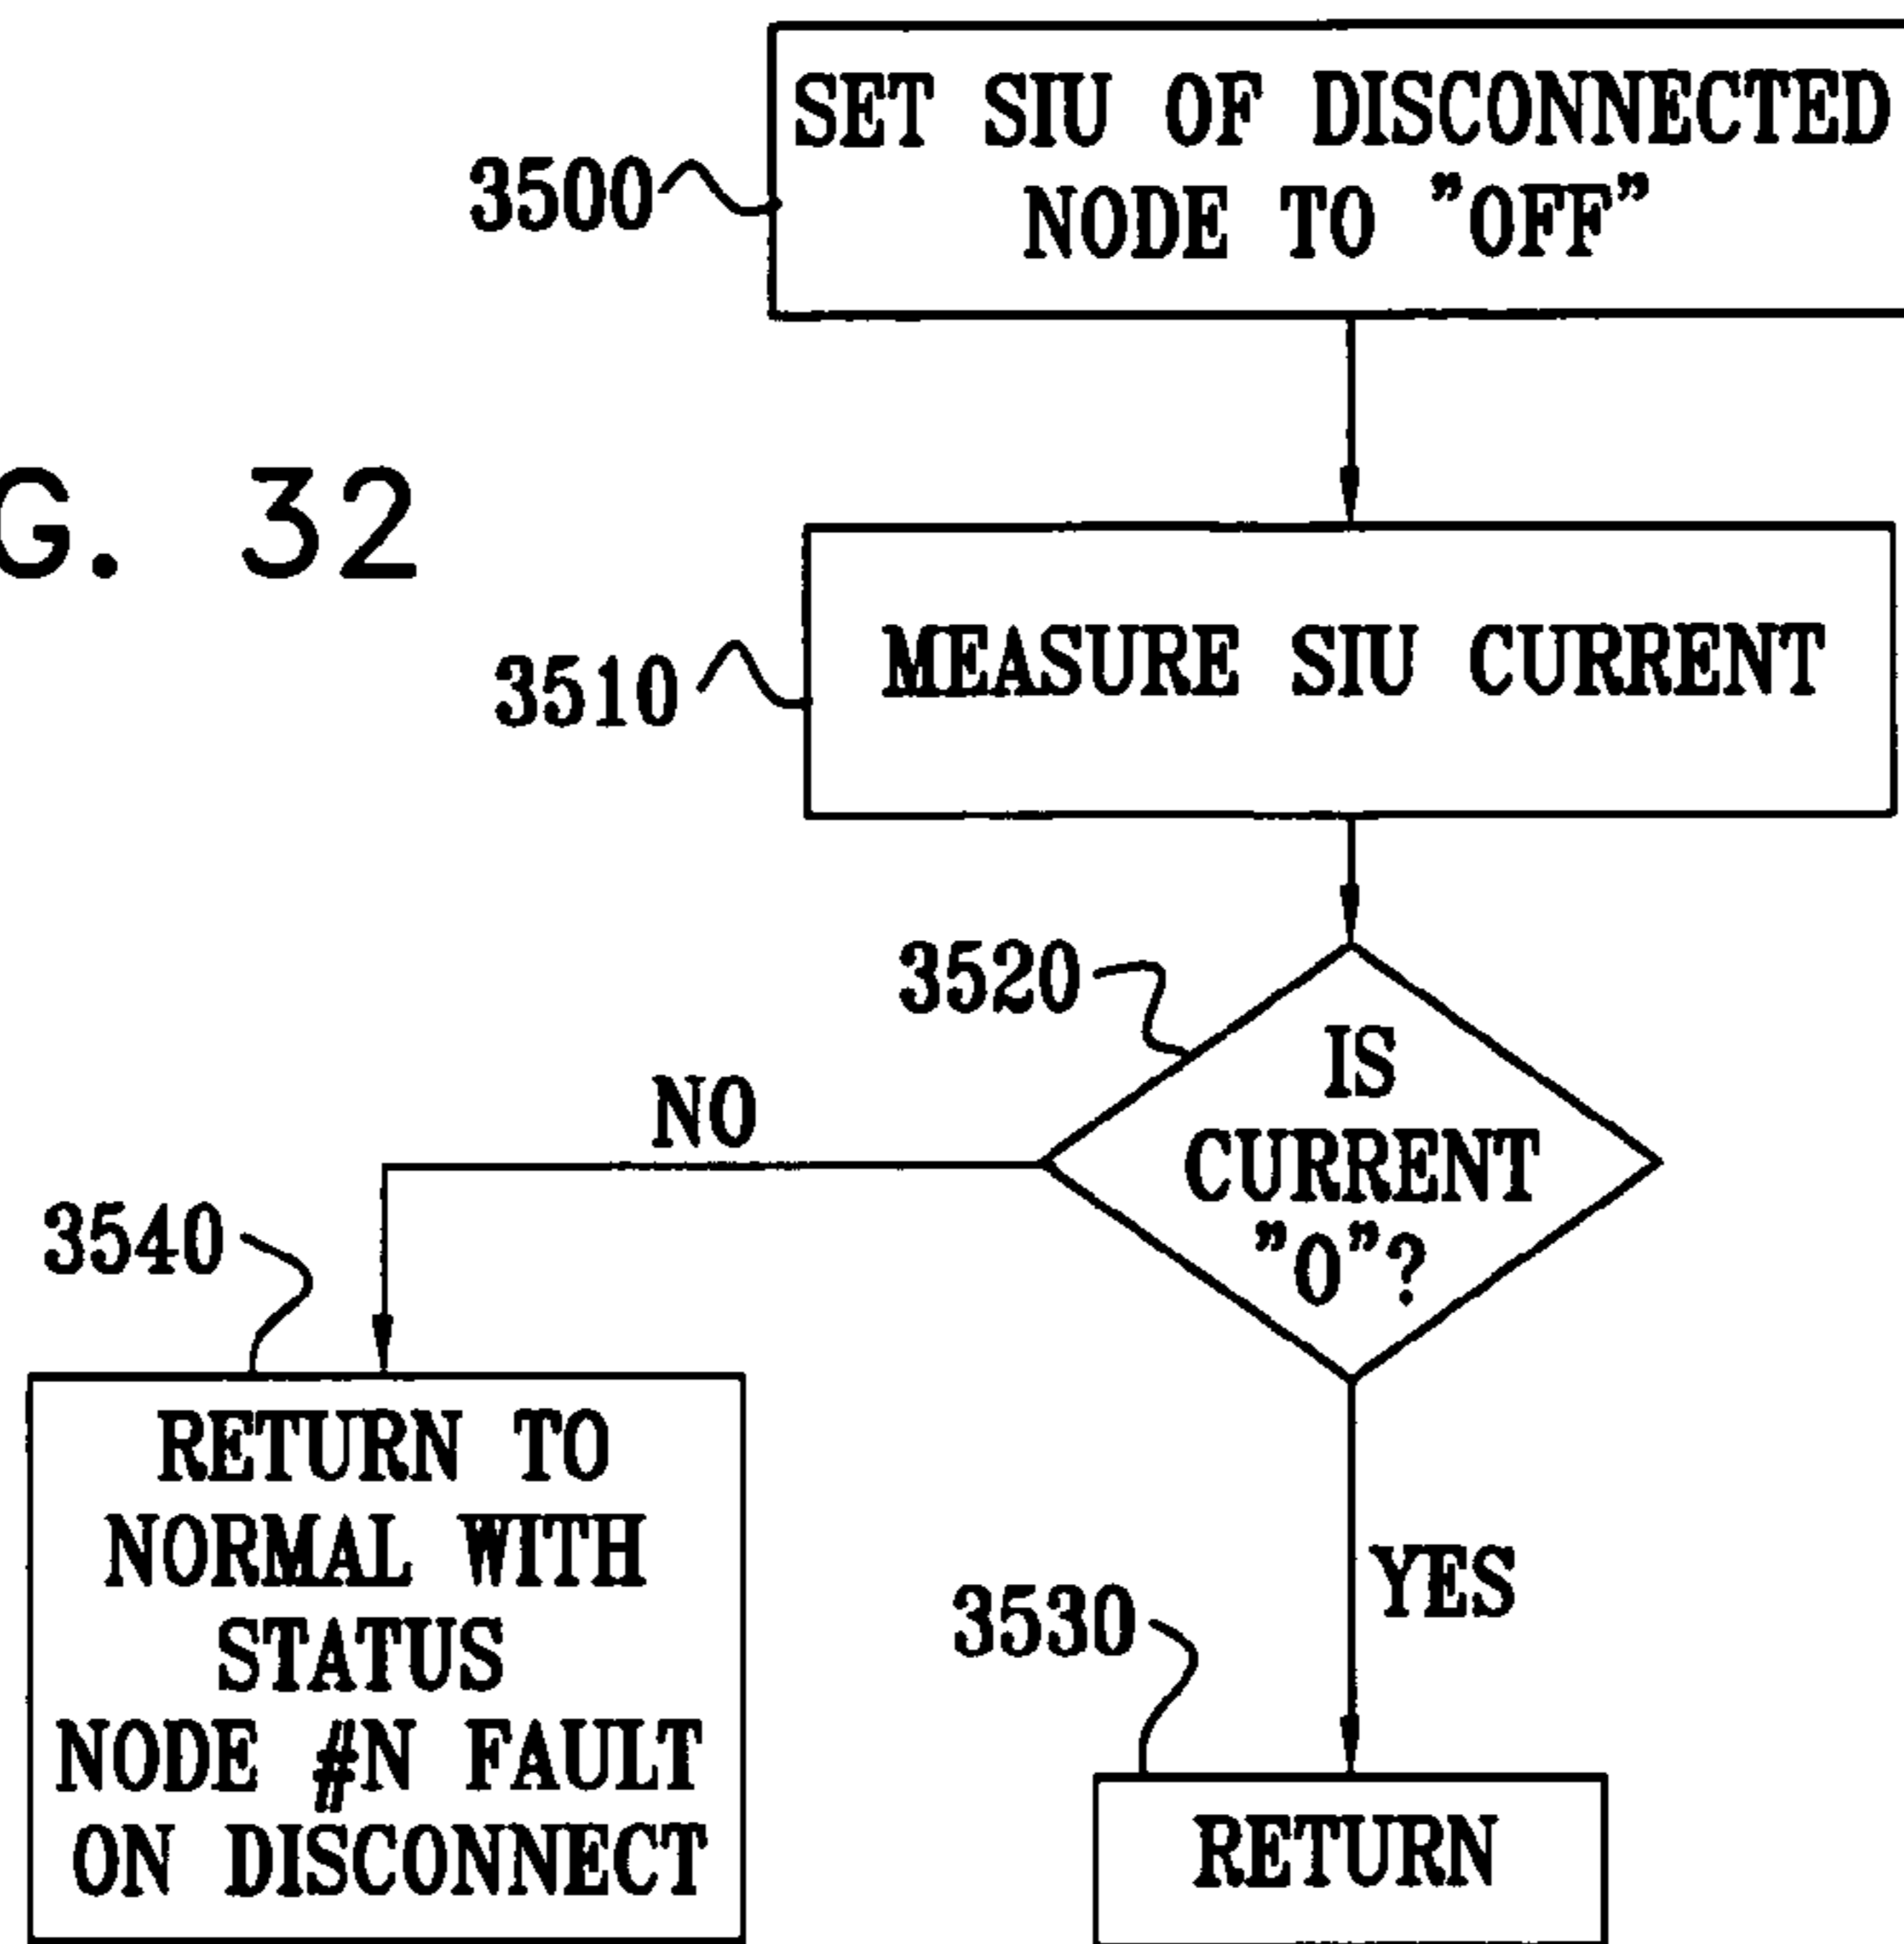 SET SIU OF DISCONNECTED
NODE TO "OFF"
3500
G. 32
MEASURE SIU CURRENT
3510
3520
IS
CURRENT
"0"?
NO
3540
RETURN TO
NORMAL WITH
STATUS
NODE #N FAULT
ON DISCONNECT
YES
3530
RETURN